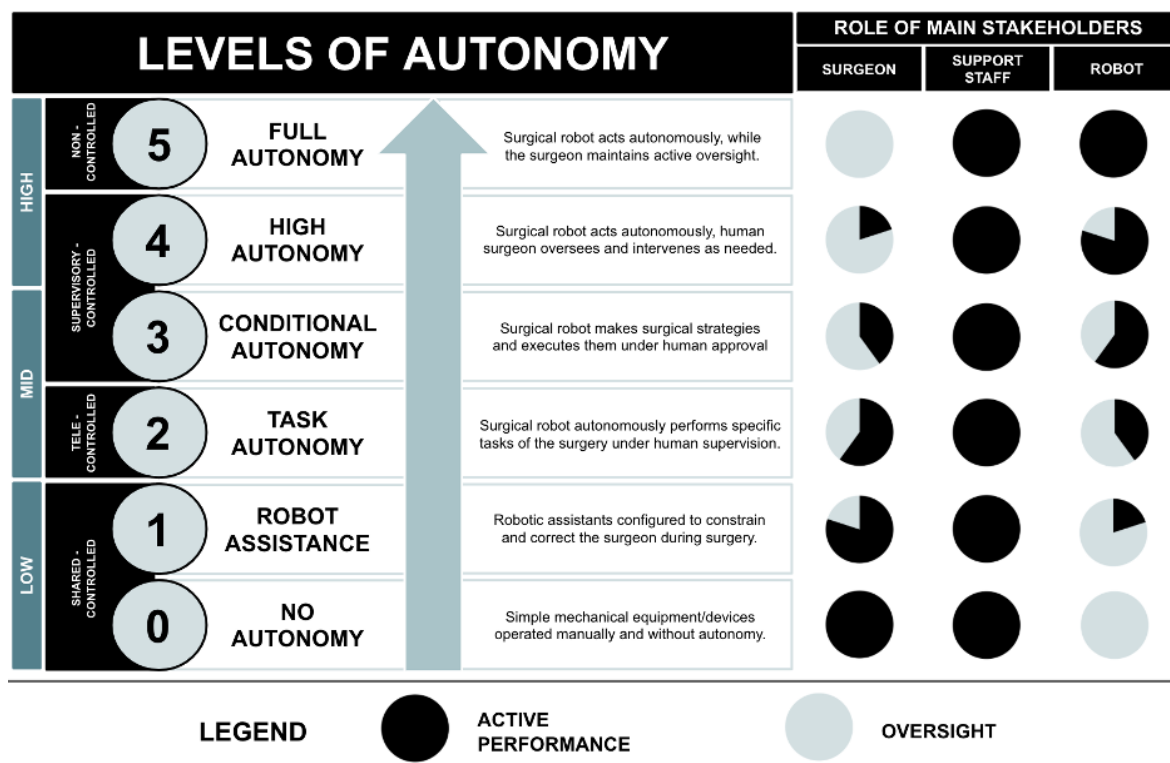 LEVELS OF AUTONOMY
ROLE OF MAIN STAKEHOLDERS
SURGEON
SUPPORT
STAFF
ROBOT
HIGH
NON -
CONTROLLED
5
FULL
AUTONOMY
Surgical robot acts autonomously, while
the surgeon maintains active oversight.
SUPERVISORY -
CONTROLLED
4
HIGH
AUTONOMY
Surgical robot acts autonomously, human
surgeon oversees and intervenes as needed.
MID
3
CONDITIONAL
AUTONOMY
Surgical robot makes surgical strategies
and executes them under human approval
TELE -
CONTROLLED
2
TASK
AUTONOMY
Surgical robot autonomously performs specific
tasks of the surgery under human supervision.
LOW
SHARED -
CONTROLLED
1
ROBOT
ASSISTANCE
Robotic assistants configured to constrain
and correct the surgeon during surgery.
0
NO
AUTONOMY
Simple mechanical equipment/devices
operated manually and without autonomy.
LEGEND
ACTIVE
PERFORMANCE
OVERSIGHT